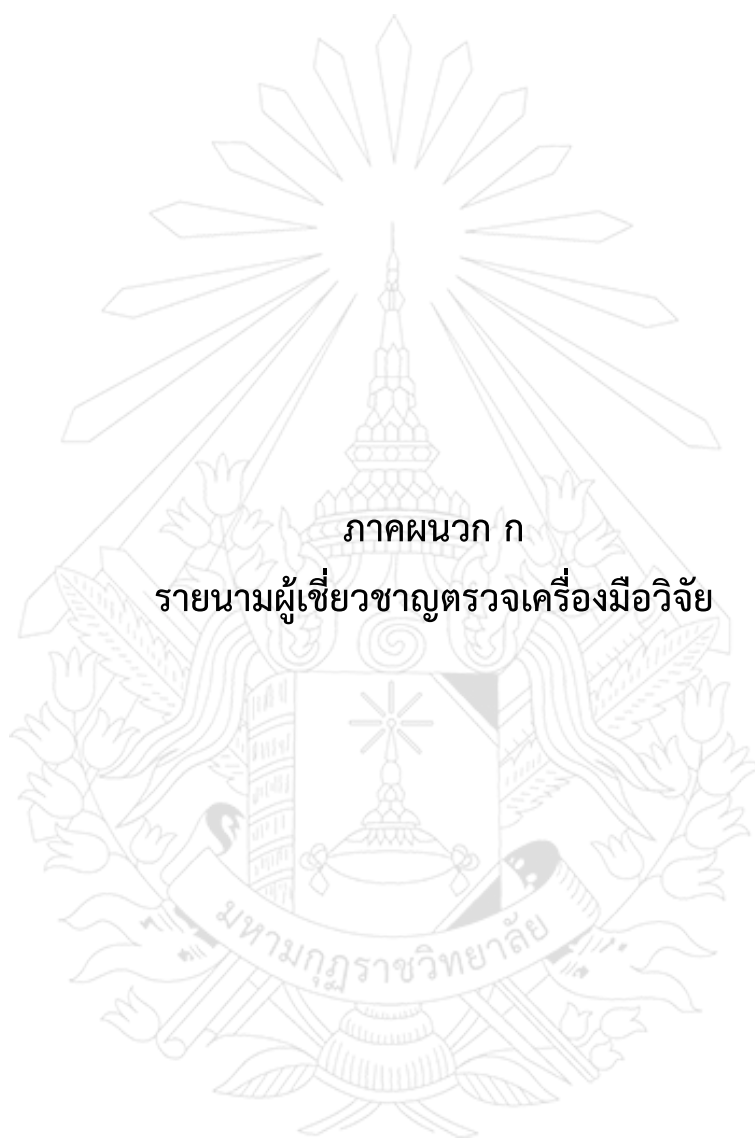 ภาคผนวก ก
รายนามผู้เชี่ยวชาญตรวจเครื่องมือวิจัย
มหามกุฏราชวิทยาลัย